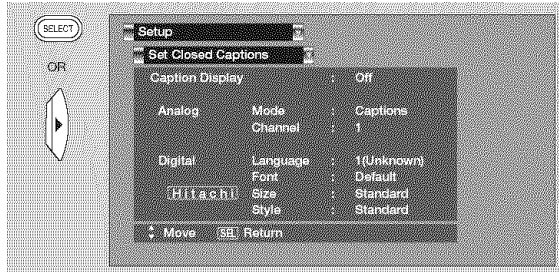 SELECT
OR
Setup
Set Closed Captions
Caption Display : Off
Analog Mode : Captions
Channel : 1
Digital Language : 1(Unknown)
Font : Default
Hitachi Size : Standard
Style : Standard
Move SEL Return